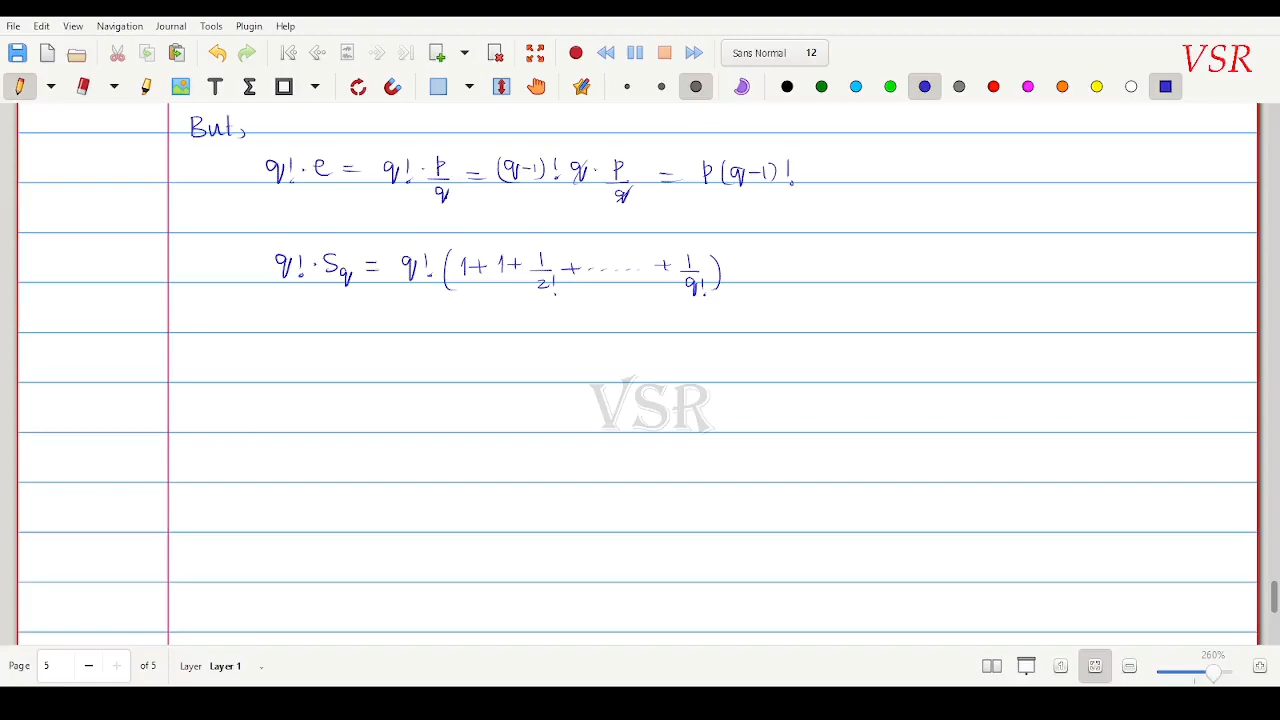 File Edit View Navigation Journal Tools Plugin Help
Sans Normal 12
VSR
But,
q! · e = q! · p/q = (q-1)! q · p/q = p(q-1)!
q! · S_q = q! (1 + 1 + 1/2! + ...... + 1/q!)
VSR
Page 5 of 5 Layer Layer 1 260%